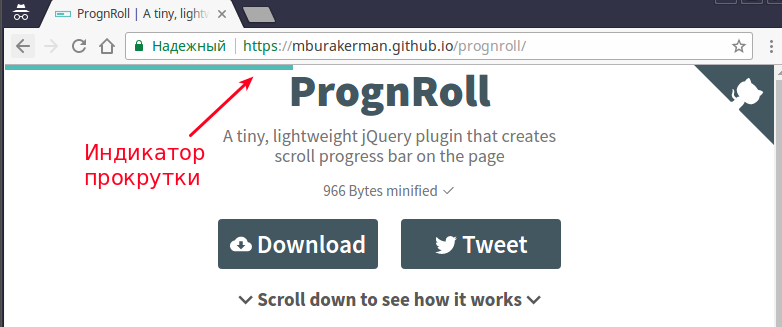 PrognRoll | A tiny, light
Надежный https://mburakerman.github.io/prognroll/
PrognRoll
A tiny, lightweight jQuery plugin that creates
scroll progress bar on the page
Индикатор
прокрутки
966 Bytes minified
Download
Tweet
Scroll down to see how it works